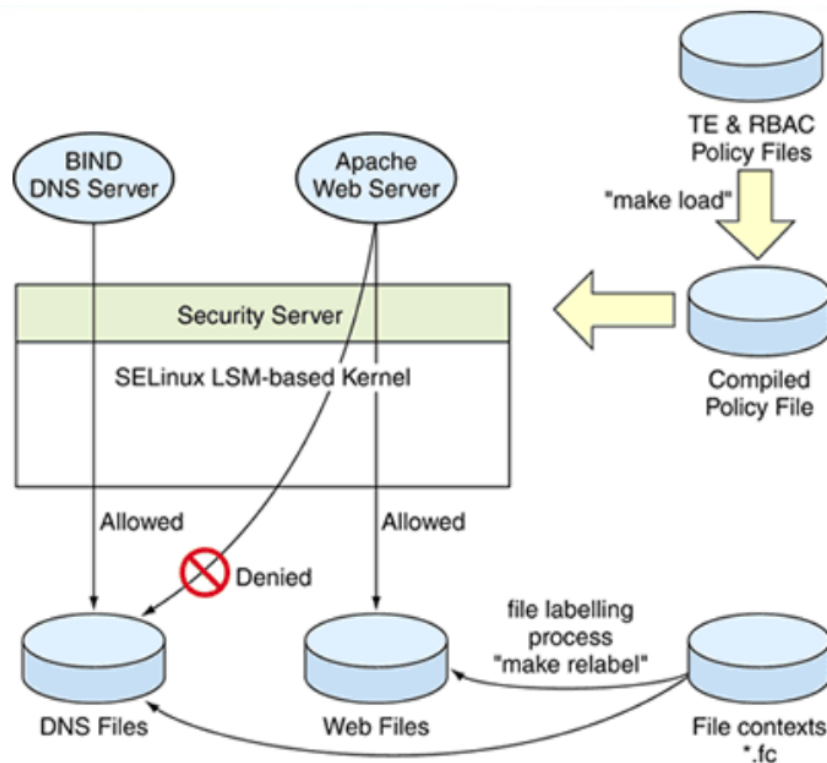 TE & RBAC
Policy Files
BIND
DNS Server
Apache
Web Server
"make load"
Security Server
SELinux LSM-based Kernel
Compiled
Policy File
Allowed
Denied
Allowed
file labelling
process
"make relabel"
DNS Files
Web Files
File contexts
*.fc